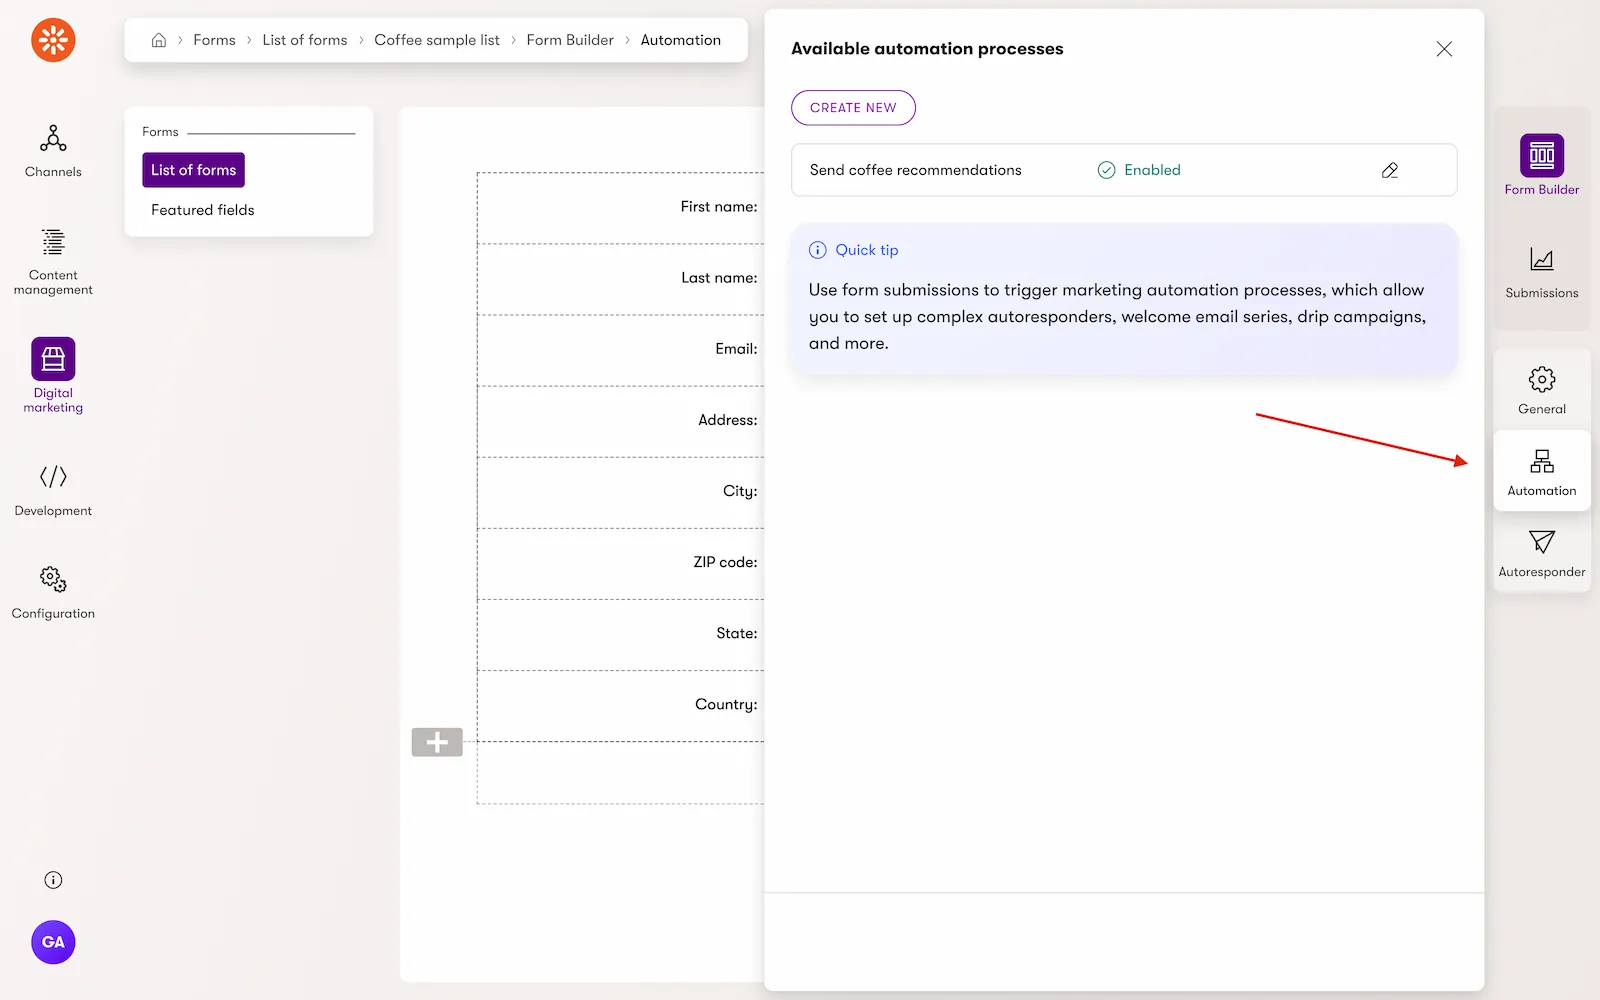 Forms
List of forms
Coffee sample list
Form Builder
Automation
Channels
Content
management
Digital
marketing
Development
Configuration
GA
Forms
List of forms
Featured fields
First name:
Last name:
Email:
Address:
City:
ZIP code:
State:
Country:
Available automation processes
CREATE NEW
Send coffee recommendations
Enabled
Quick tip
Use form submissions to trigger marketing automation processes, which allow
you to set up complex autoresponders, welcome email series, drip campaigns,
and more.
Form Builder
Submissions
General
Automation
Autoresponder